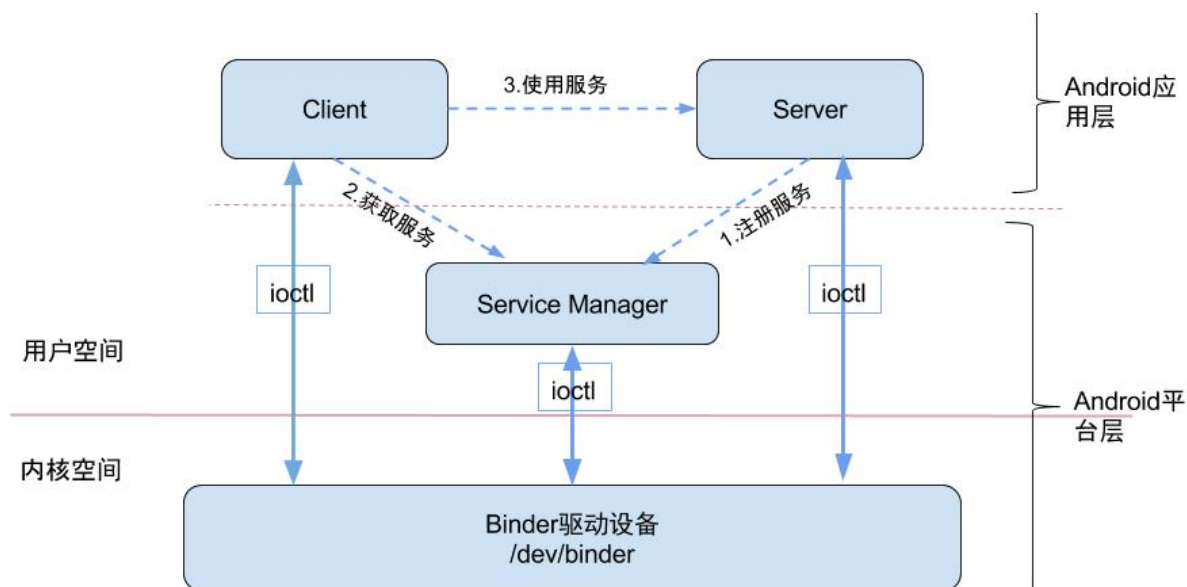 3.使用服务
Client
Server
Android应
用层
2.获取服务
1.注册服务
ioctl
Service Manager
ioctl
用户空间
ioctl
Android平
台层
内核空间
Binder驱动设备
/dev/binder